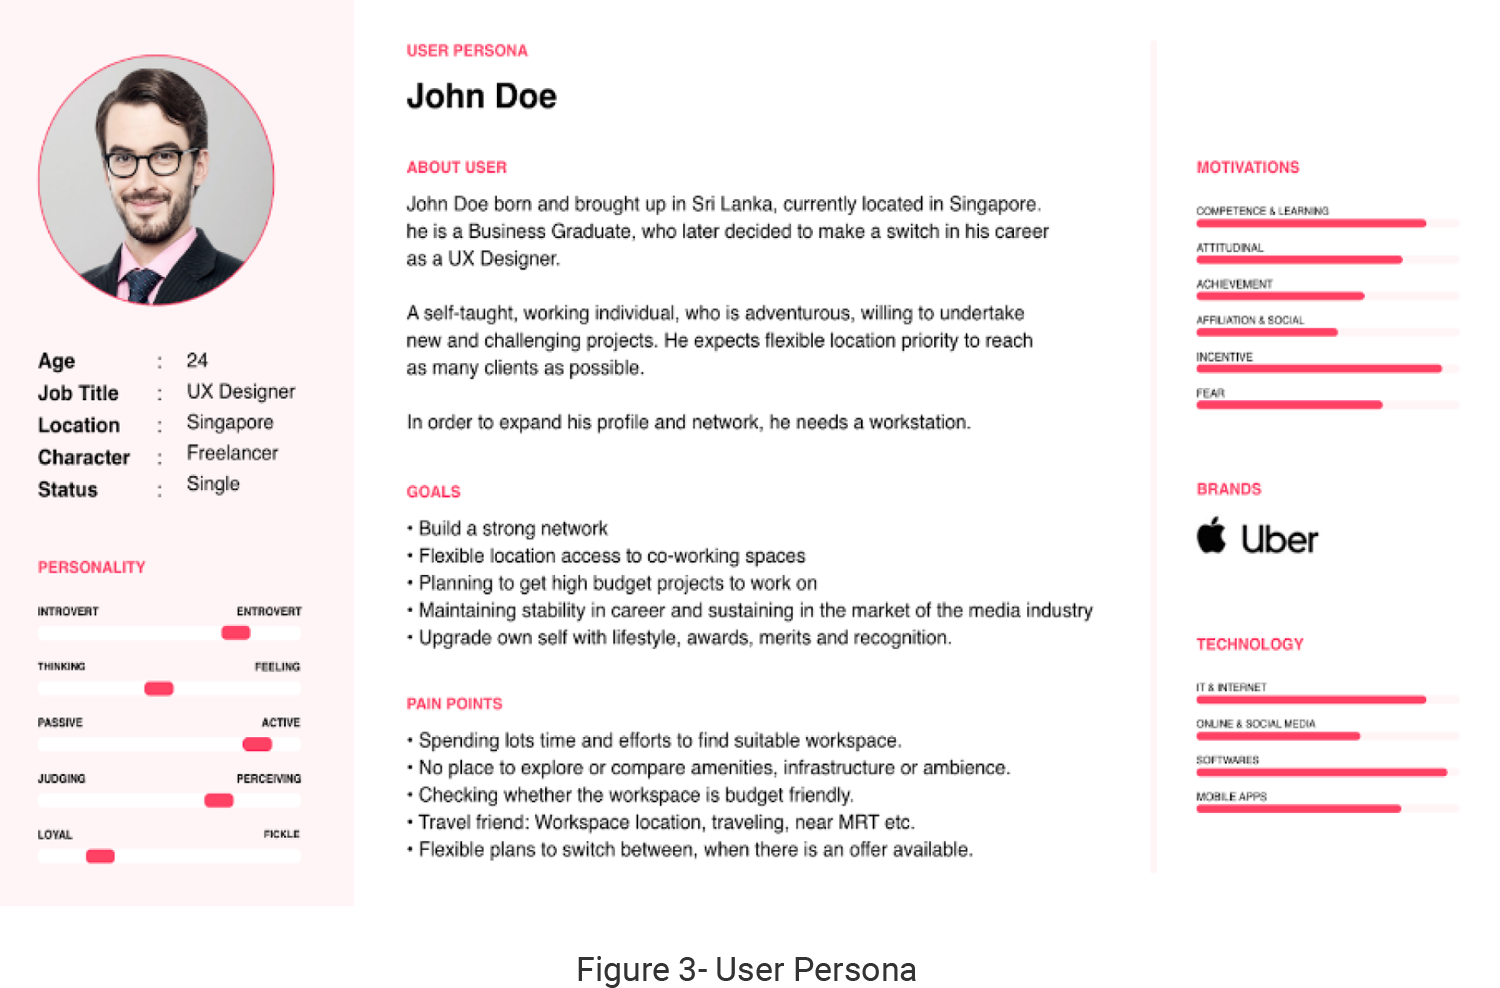 Age : 24
Job Title : UX Designer
Location : Singapore
Character : Freelancer
Status : Single
PERSONALITY
INTROVERT ENTROVERT
THINKING FEELING
PASSIVE ACTIVE
JUDGING PERCEIVING
LOYAL FICKLE
USER PERSONA
John Doe
ABOUT USER
John Doe born and brought up in Sri Lanka, currently located in Singapore.
he is a Business Graduate, who later decided to make a switch in his career
as a UX Designer.
A self-taught, working individual, who is adventurous, willing to undertake
new and challenging projects. He expects flexible location priority to reach
as many clients as possible.
In order to expand his profile and network, he needs a workstation.
GOALS
• Build a strong network
• Flexible location access to co-working spaces
• Planning to get high budget projects to work on
• Maintaining stability in career and sustaining in the market of the media industry
• Upgrade own self with lifestyle, awards, merits and recognition.
PAIN POINTS
• Spending lots time and efforts to find suitable workspace.
• No place to explore or compare amenities, infrastructure or ambience.
• Checking whether the workspace is budget friendly.
• Travel friend: Workspace location, traveling, near MRT etc.
• Flexible plans to switch between, when there is an offer available.
MOTIVATIONS
COMPETENCE & LEARNING
ATTITUDINAL
ACHIEVEMENT
AFFILIATION & SOCIAL
INCENTIVE
FEAR
BRANDS
Uber
TECHNOLOGY
IT & INTERNET
ONLINE & SOCIAL MEDIA
SOFTWARES
MOBILE APPS
Figure 3- User Persona